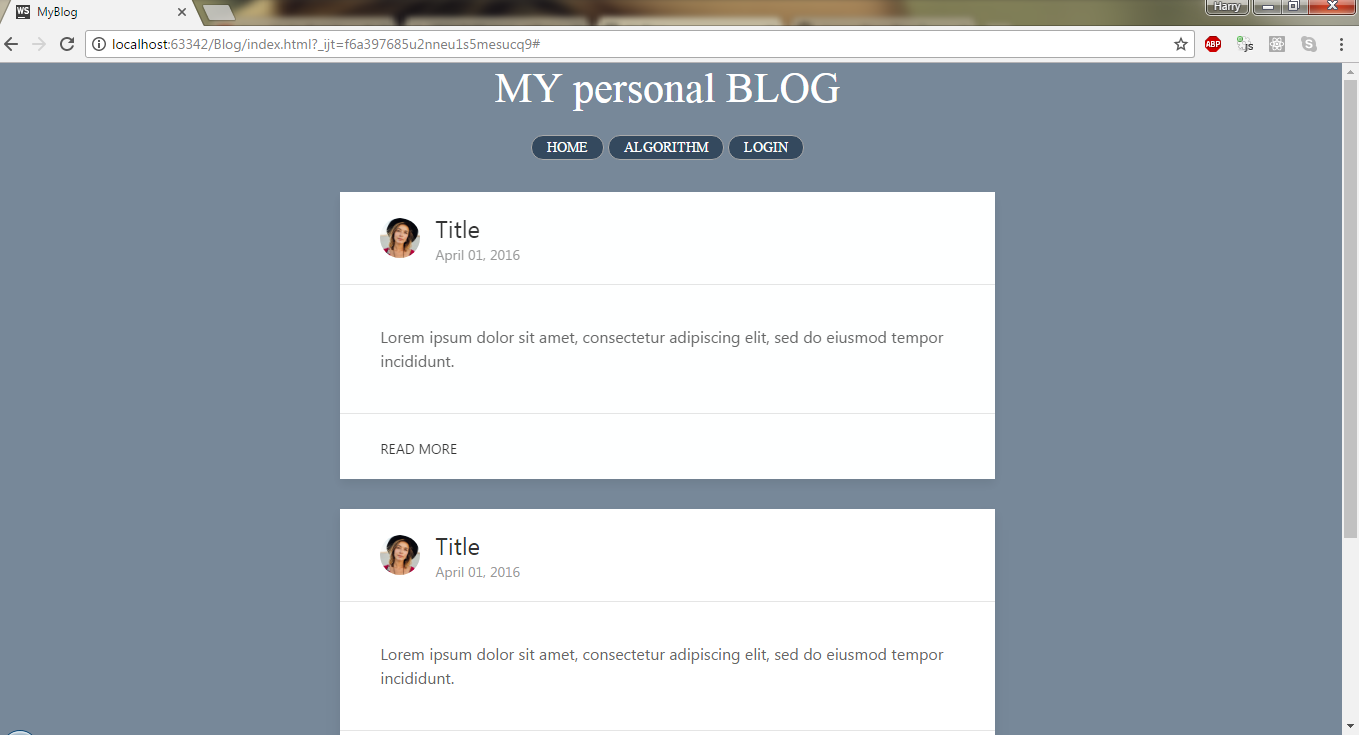 WS MyBlog
Harry
localhost:63342/Blog/index.html?_ijt=f6a397685u2nneu1s5mesucq9#
ABP
js
MY personal BLOG
HOME ALGORITHM LOGIN
Title
April 01, 2016
Lorem ipsum dolor sit amet, consectetur adipiscing elit, sed do eiusmod tempor
incididunt.
READ MORE
Title
April 01, 2016
Lorem ipsum dolor sit amet, consectetur adipiscing elit, sed do eiusmod tempor
incididunt.